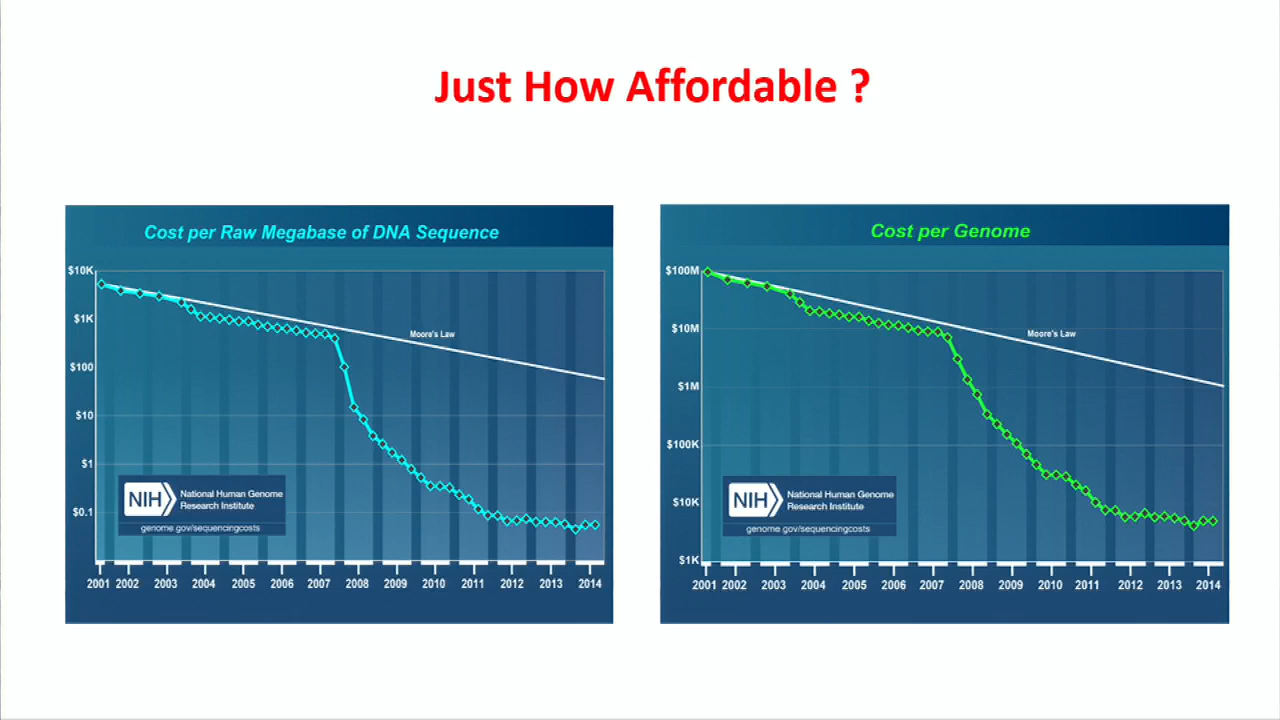 Just How Affordable ?
Cost per Raw Megabase of DNA Sequence
$10K
$1K
$100
$10
$1
$0.1
Moore's Law
NIH
National Human Genome
Research Institute
genome.gov/sequencingcosts
2001 2002 2003 2004 2005 2006 2007 2008 2009 2010 2011 2012 2013 2014
Cost per Genome
$100M
$10M
$1M
$100K
$10K
$1K
Moore's Law
NIH
National Human Genome
Research Institute
genome.gov/sequencingcosts
2001 2002 2003 2004 2005 2006 2007 2008 2009 2010 2011 2012 2013 2014